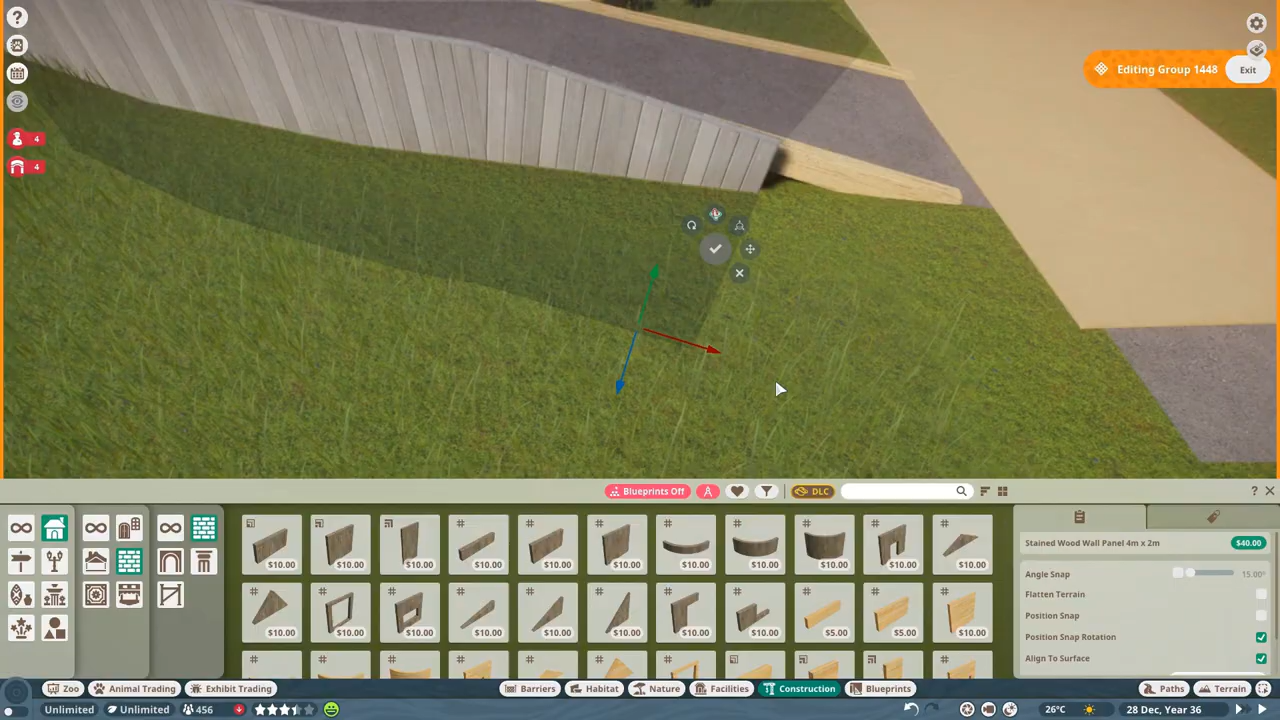 ?
Editing Group 1448
Exit
4
4
Blueprints Off
DLC
?
$10.00 $10.00 $10.00 $10.00 $10.00 $10.00 $10.00 $10.00 $10.00 $10.00 $10.00
$10.00 $10.00 $10.00 $10.00 $10.00 $10.00 $10.00 $10.00 $5.00 $5.00 $10.00
Stained Wood Wall Panel 4m x 2m $40.00
Angle Snap 15.00°
Flatten Terrain
Position Snap
Position Snap Rotation
Align To Surface
Zoo Animal Trading Exhibit Trading Barriers Habitat Nature Facilities Construction Blueprints Paths Terrain
Unlimited Unlimited 456 26°C 28 Dec, Year 36